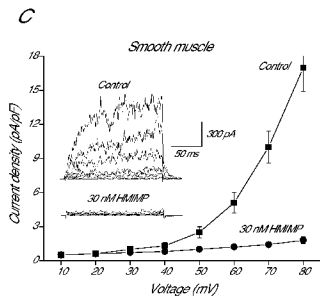 C
Smooth muscle
18
15
12
9
6
3
0
Current density (pA/pF)
Control
Control
300 pA
50 ms
30 nM HMIMP
30 nM HMIMP
10 20 30 40 50 60 70 80
Voltage (mV)